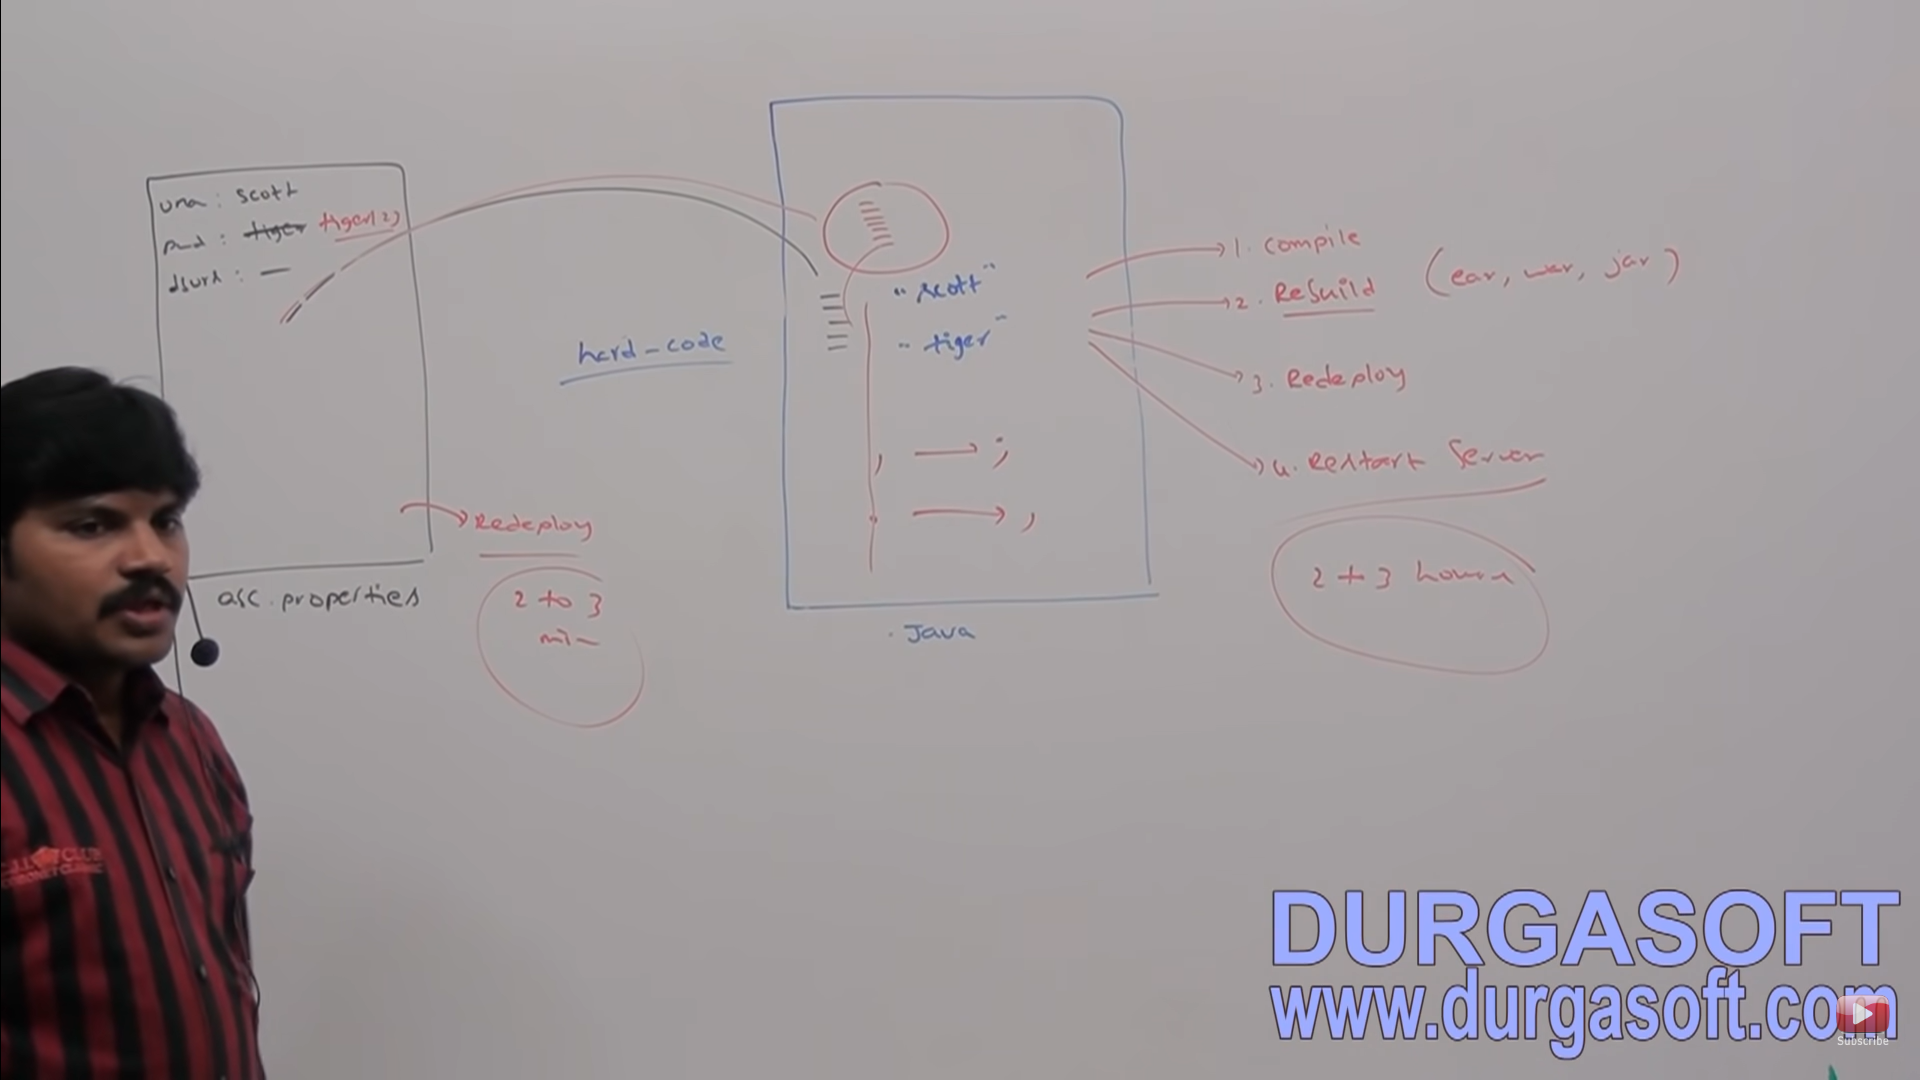 una : scott
pwd : tiger tiger123
dburl : —
abc.properties
Redeploy
2 to 3
min
hard-code
"scott"
"tiger"
, → ;
. → ,
.Java
1. compile
2. Rebuild (ear, war, jar)
3. Redeploy
4. Restart Server
2 to 3 hours
DURGASOFT
www.durgasoft.com
Subscribe